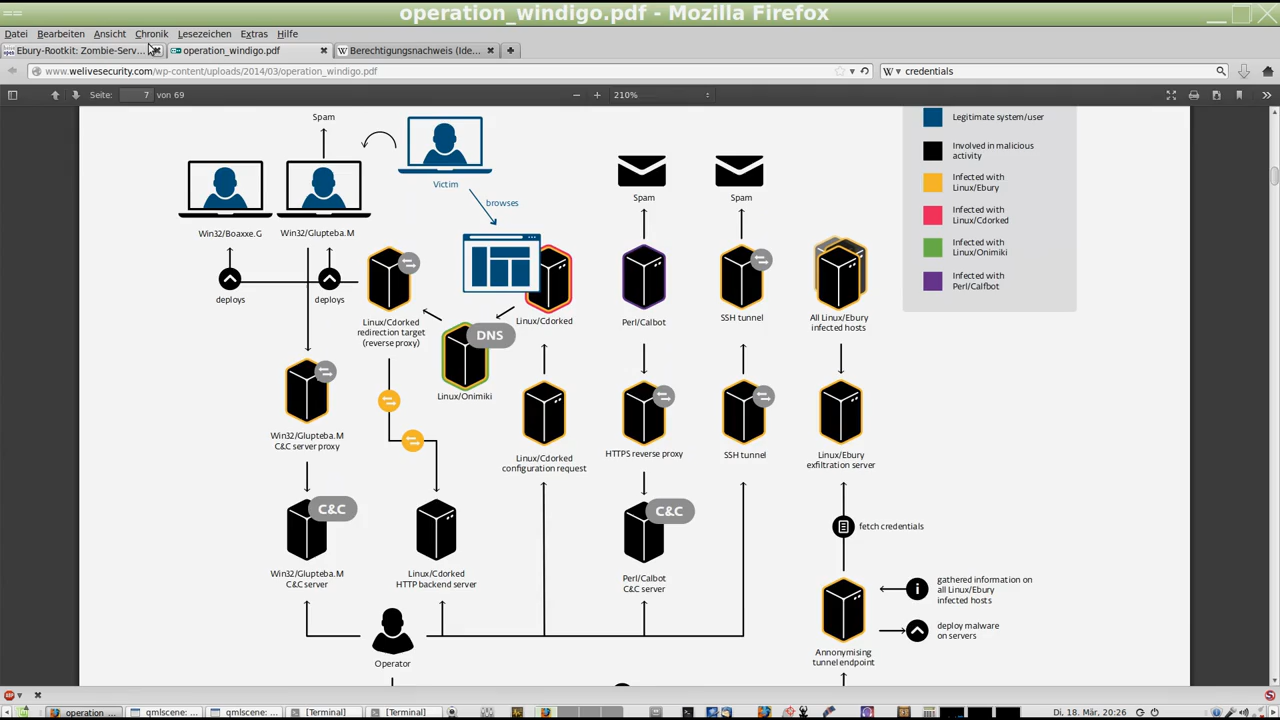 operation_windigo.pdf - Mozilla Firefox
Datei Bearbeiten Ansicht Chronik Lesezeichen Extras Hilfe
Ebury-Rootkit: Zombie-Serv...
operation_windigo.pdf
Berechtigungsnachweis (Ide...
www.welivesecurity.com/wp-content/uploads/2014/03/operation_windigo.pdf
credentials
Seite: 7 von 69
210%
Spam
Victim
browses
Win32/Boaxxe.G
Win32/Glupteba.M
deploys
deploys
Linux/Cdorked
redirection target
(reverse proxy)
DNS
Linux/Onimiki
Linux/Cdorked
Spam
Spam
Perl/Calbot
SSH tunnel
All Linux/Ebury
infected hosts
Legitimate system/user
Involved in malicious
activity
Infected with
Linux/Ebury
Infected with
Linux/Cdorked
Infected with
Linux/Onimiki
Infected with
Perl/Calfbot
Win32/Glupteba.M
C&C server proxy
Linux/Cdorked
configuration request
HTTPS reverse proxy
SSH tunnel
Linux/Ebury
exfiltration server
C&C
Win32/Glupteba.M
C&C server
Linux/Cdorked
HTTP backend server
C&C
Perl/Calbot
C&C server
fetch credentials
gathered information on
all Linux/Ebury
infected hosts
deploy malware
on servers
Annonymising
tunnel endpoint
Operator
operation ...
qmlscene: ...
qmlscene: ...
[Terminal]
[Terminal]
Di, 18. Mär, 20:26